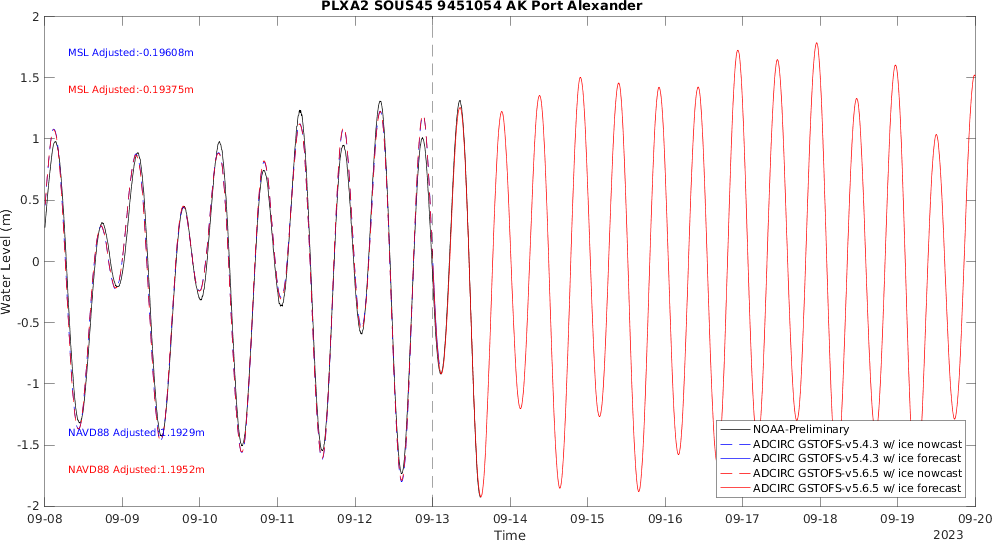 PLXA2 SOUS45 9451054 AK Port Alexander
2
1.5
1
0.5
0
-0.5
-1
-1.5
-2
Water Level (m)
MSL Adjusted:-0.19608m
MSL Adjusted:-0.19375m
NAVD88 Adjusted:1.1929m
NAVD88 Adjusted:1.1952m
NOAA-Preliminary
ADCIRC GSTOFS-v5.4.3 w/ ice nowcast
ADCIRC GSTOFS-v5.4.3 w/ ice forecast
ADCIRC GSTOFS-v5.6.5 w/ ice nowcast
ADCIRC GSTOFS-v5.6.5 w/ ice forecast
09-08 09-09 09-10 09-11 09-12 09-13 09-14 09-15 09-16 09-17 09-18 09-19 09-20
Time
2023